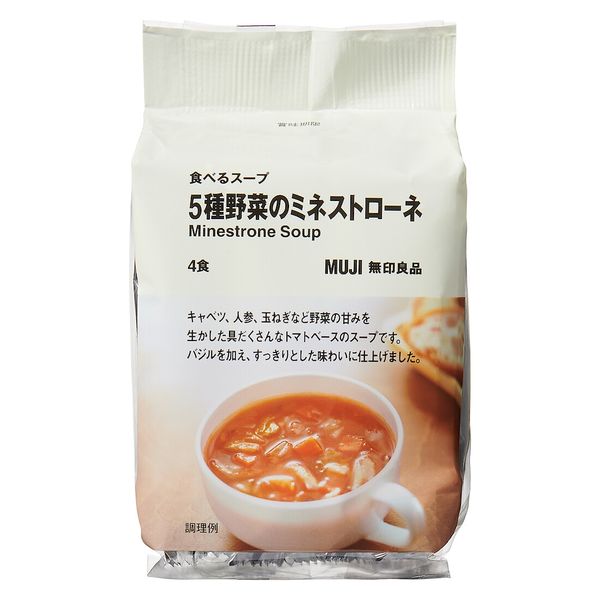 賞味期限
食べるスープ
5種野菜のミネストローネ
Minestrone Soup
4食
MUJI 無印良品
キャベツ、人参、玉ねぎなど野菜の甘みを
生かした具だくさんなトマトベースのスープです。
バジルを加え、すっきりとした味わいに仕上げました。
調理例